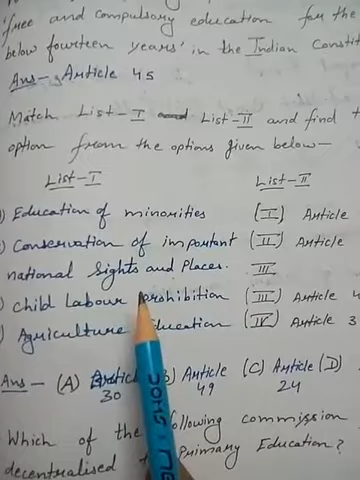 free and compulsory education for the
below fourteen years' in the Indian Constit
Ans- Article 45
Match List-I and List-II and find t
option from the options given below-
List-I List-II
) Education of minorities (I) Article
) Conservation of important (II) Article
national Sights and Places. III
) child Labour prohibition (III) Article 4
) Agriculture Education (IV) Article 3
Ans- (A) Article 30 B) Article 49 (C) Article 24 (D)
Which of the following commission
decentralised Primary Education?
DOMS